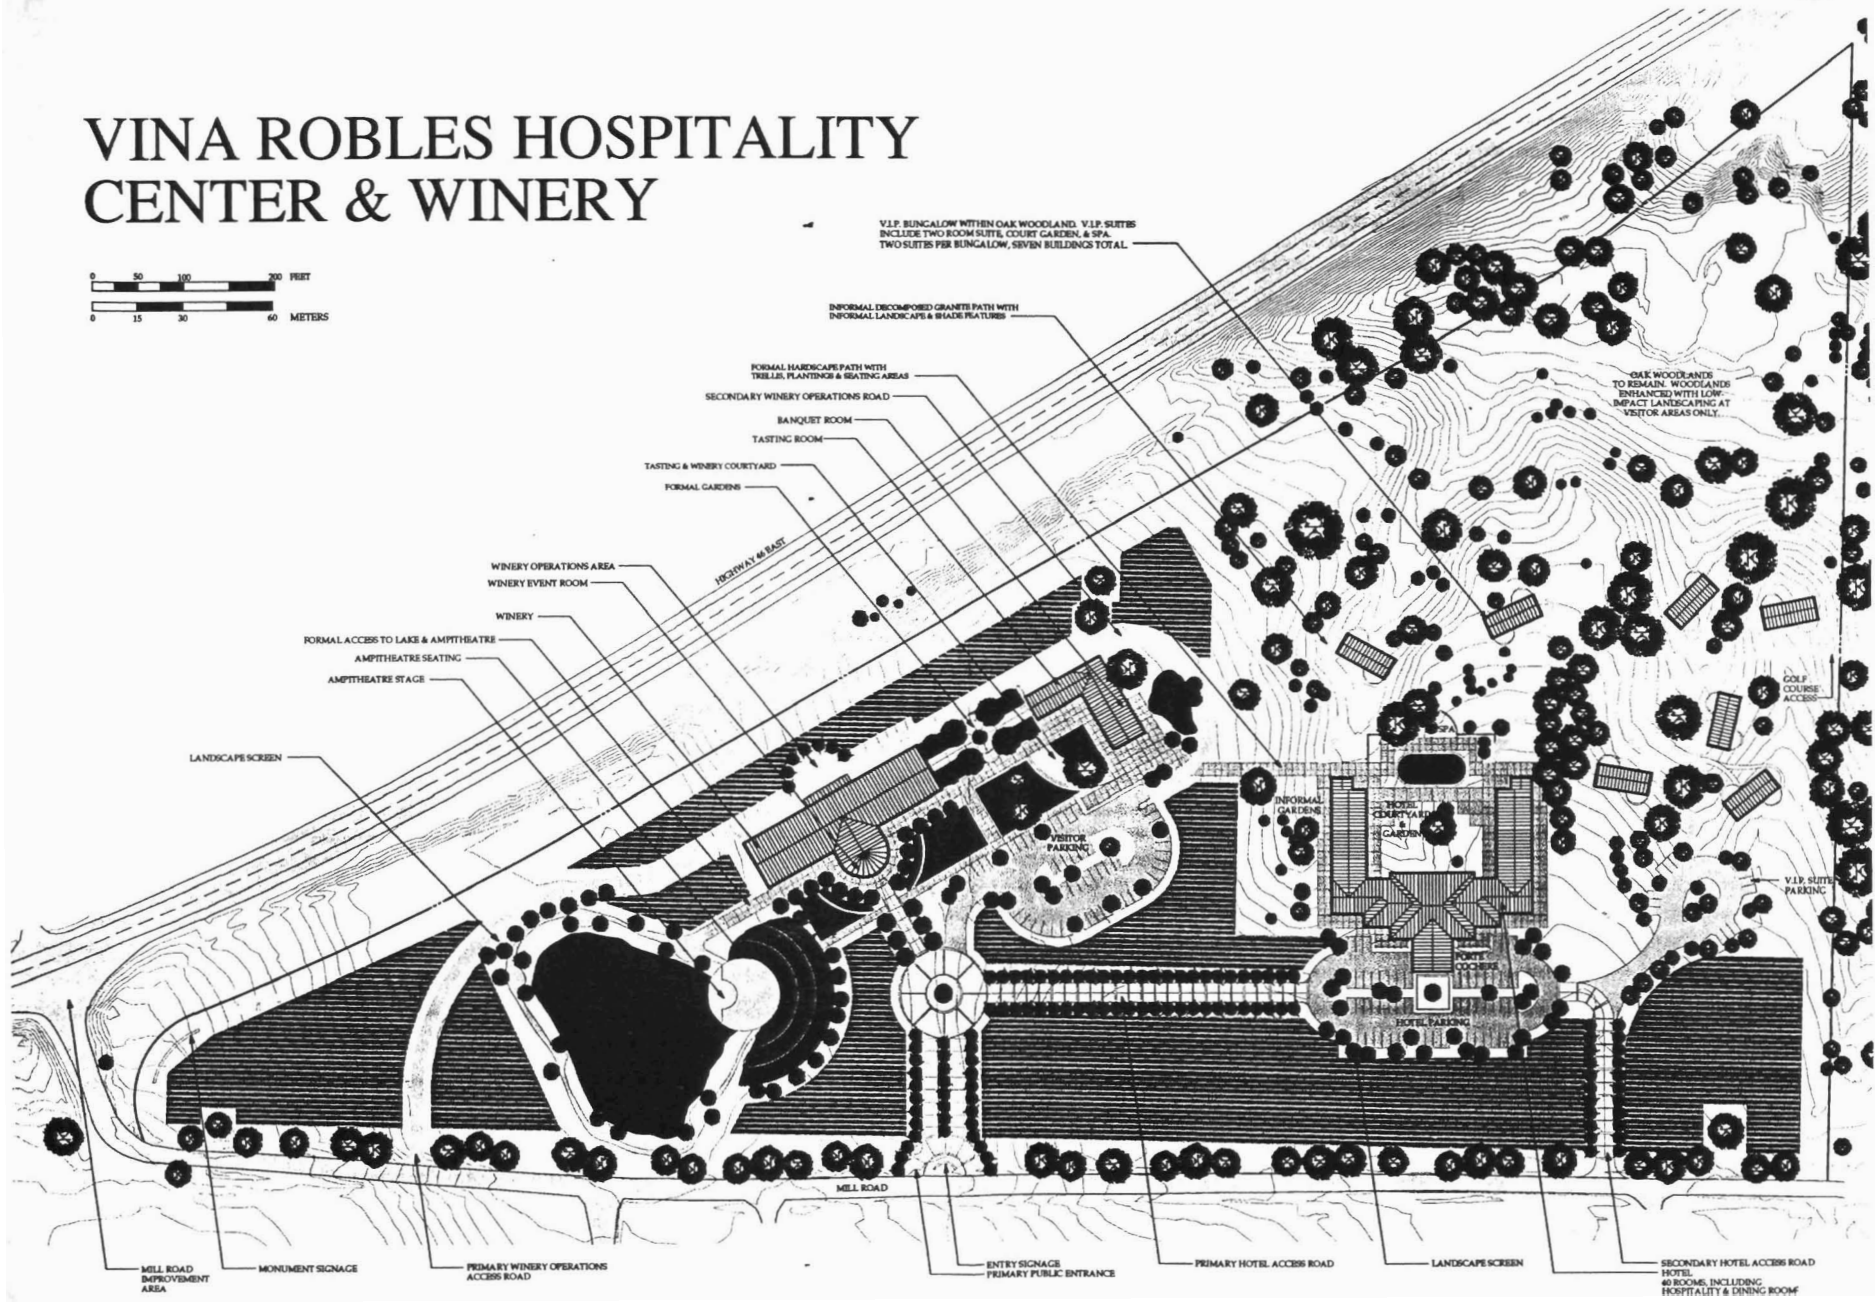 VINA ROBLES HOSPITALITY
CENTER & WINERY
0 50 100 200 FEET
0 15 30 60 METERS
V.I.P. BUNGALOW WITHIN OAK WOODLAND. V.I.P. SUITES
INCLUDE TWO ROOM SUITE, COURT GARDEN, & SPA.
TWO SUITES PER BUNGALOW, SEVEN BUILDINGS TOTAL.
INFORMAL DECOMPOSED GRANITE PATH WITH
INFORMAL LANDSCAPE & SHADE FEATURES
FORMAL HARDSCAPE PATH WITH
TRELLIS, PLANTINGS & SEATING AREAS
SECONDARY WINERY OPERATIONS ROAD
BANQUET ROOM
TASTING ROOM
TASTING & WINERY COURTYARD
FORMAL GARDENS
OAK WOODLANDS
TO REMAIN. WOODLANDS
ENHANCED WITH LOW-
IMPACT LANDSCAPING AT
VISITOR AREAS ONLY.
HIGHWAY 46 EAST
WINERY OPERATIONS AREA
WINERY EVENT ROOM
WINERY
FORMAL ACCESS TO LAKE & AMPITHEATRE
AMPITHEATRE SEATING
AMPITHEATRE STAGE
LANDSCAPE SCREEN
GOLF
COURSE
ACCESS
SPA
INFORMAL
GARDENS
HOTEL
COURTYARD
&
GARDEN
VISITOR
PARKING
V.I.P. SUITE
PARKING
PORTE
COCHERE
HOTEL PARKING
MILL ROAD
MILL ROAD
IMPROVEMENT
AREA
MONUMENT SIGNAGE
PRIMARY WINERY OPERATIONS
ACCESS ROAD
ENTRY SIGNAGE
PRIMARY PUBLIC ENTRANCE
PRIMARY HOTEL ACCESS ROAD
LANDSCAPE SCREEN
SECONDARY HOTEL ACCESS ROAD
HOTEL
40 ROOMS, INCLUDING
HOSPITALITY & DINING ROOM